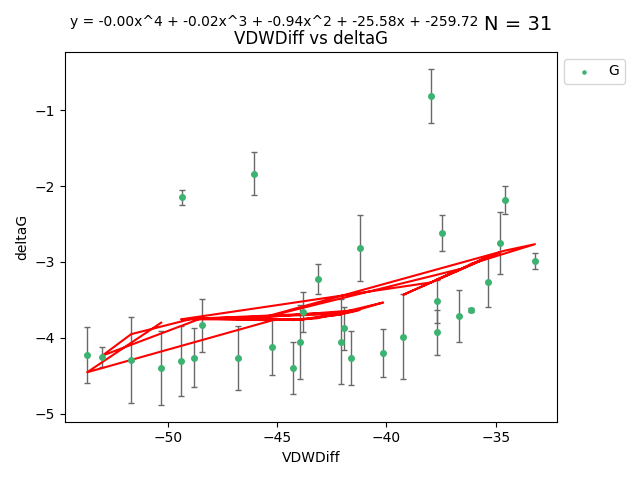 y = -0.00x^4 + -0.02x^3 + -0.94x^2 + -25.58x + -259.72 N = 31
VDWDiff vs deltaG
G
−1
−2
−3
−4
−5
deltaG
−50 −45 −40 −35
VDWDiff